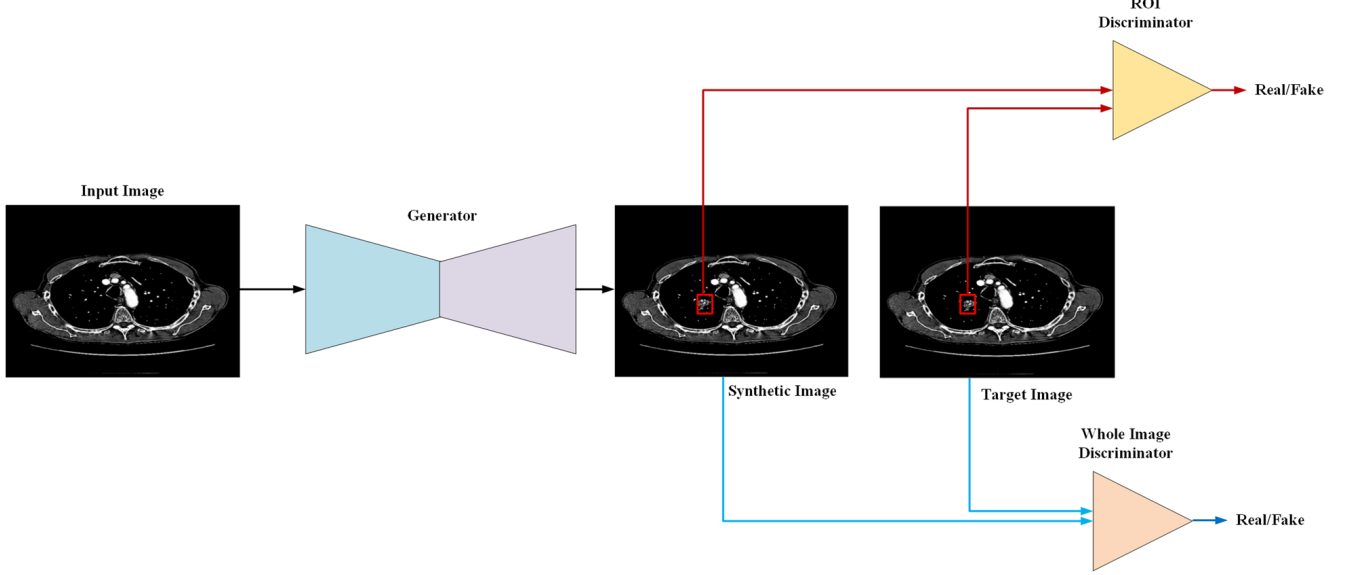 ROI
Discriminator
Real/Fake
Input Image
Generator
Synthetic Image
Target Image
Whole Image
Discriminator
Real/Fake